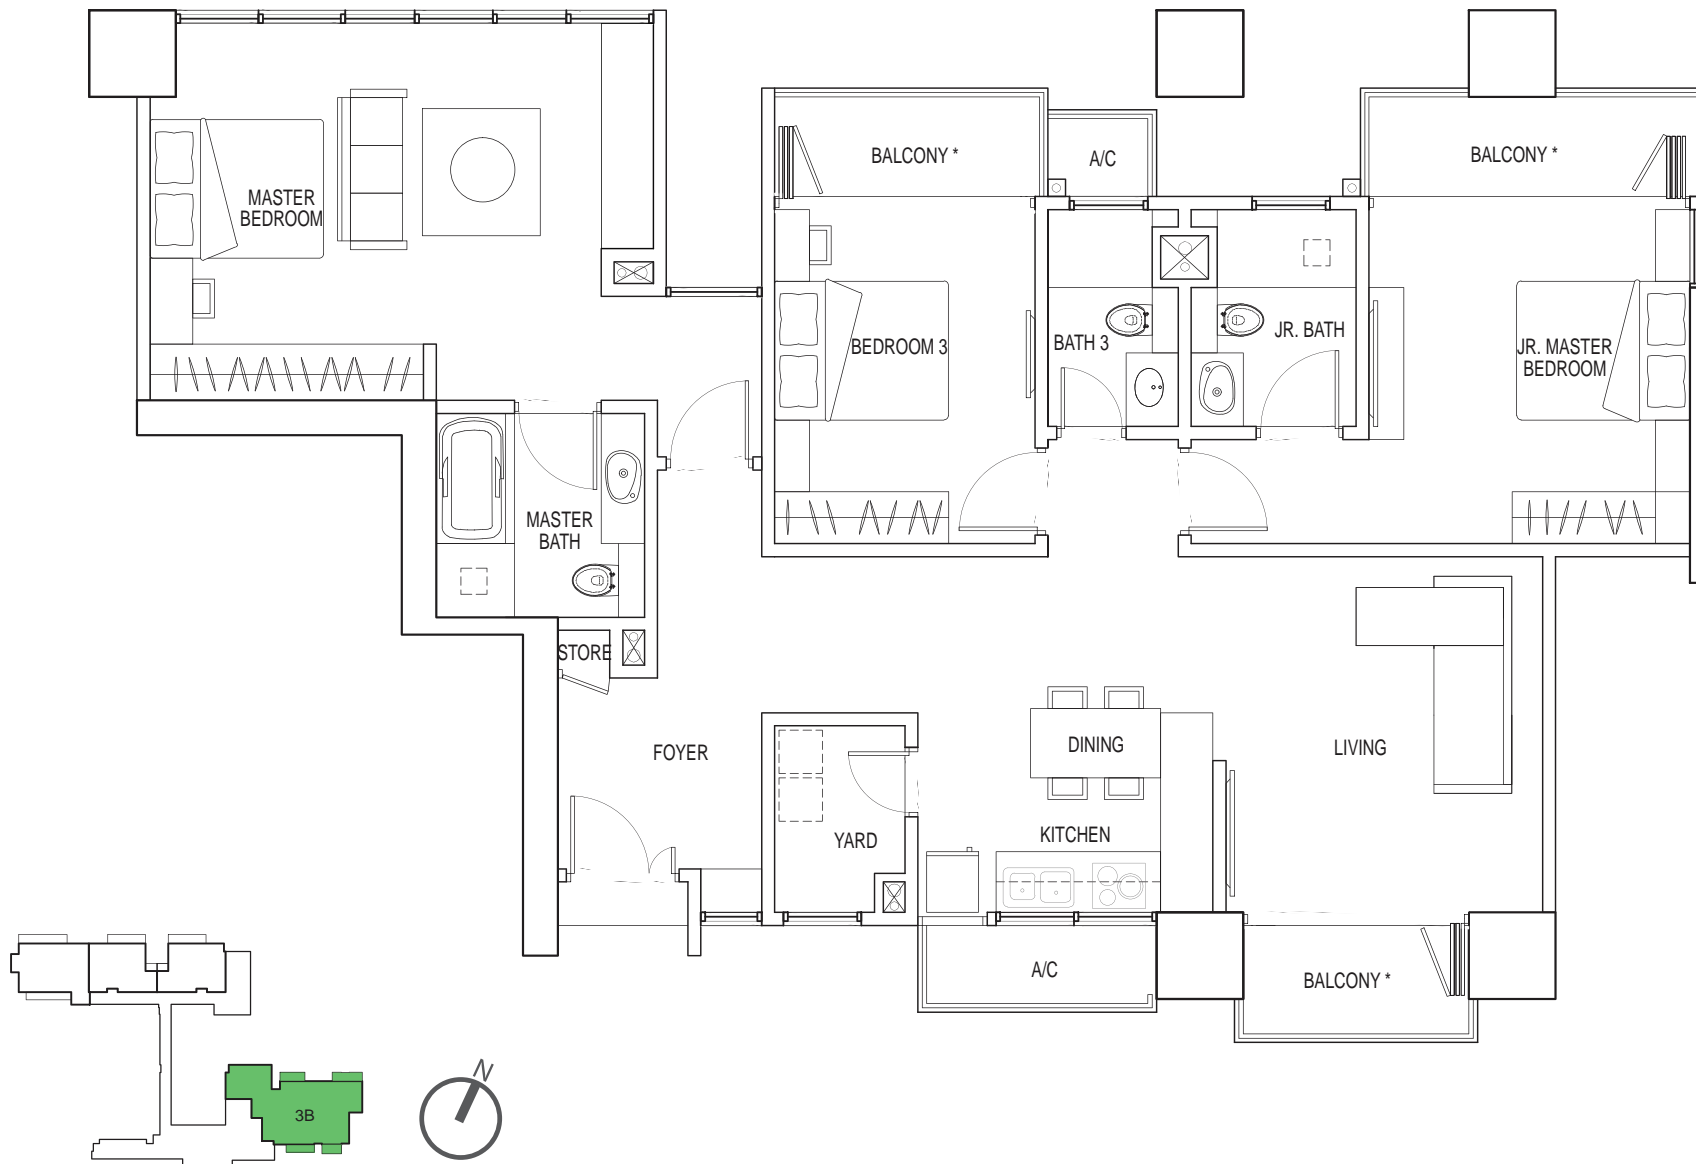 BALCONY *
A/C
BALCONY *
MASTER
BEDROOM
BEDROOM 3
BATH 3
JR. BATH
JR. MASTER
BEDROOM
MASTER
BATH
STORE
FOYER
DINING
LIVING
YARD
KITCHEN
A/C
BALCONY *
N
3B